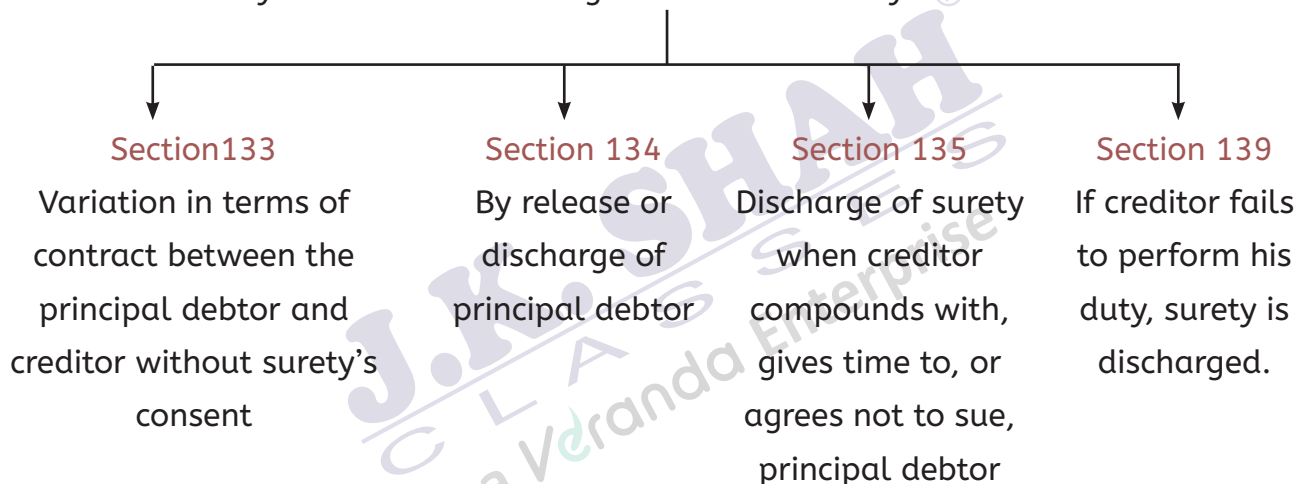 Section133
Variation in terms of
contract between the
principal debtor and
creditor without surety’s
consent
Section 134
By release or
discharge of
principal debtor
Section 135
Discharge of surety
when creditor
compounds with,
gives time to, or
agrees not to sue,
principal debtor
Section 139
If creditor fails
to perform his
duty, surety is
discharged.
J.K. SHAH
®
CLASSES
a Veranda Enterprise